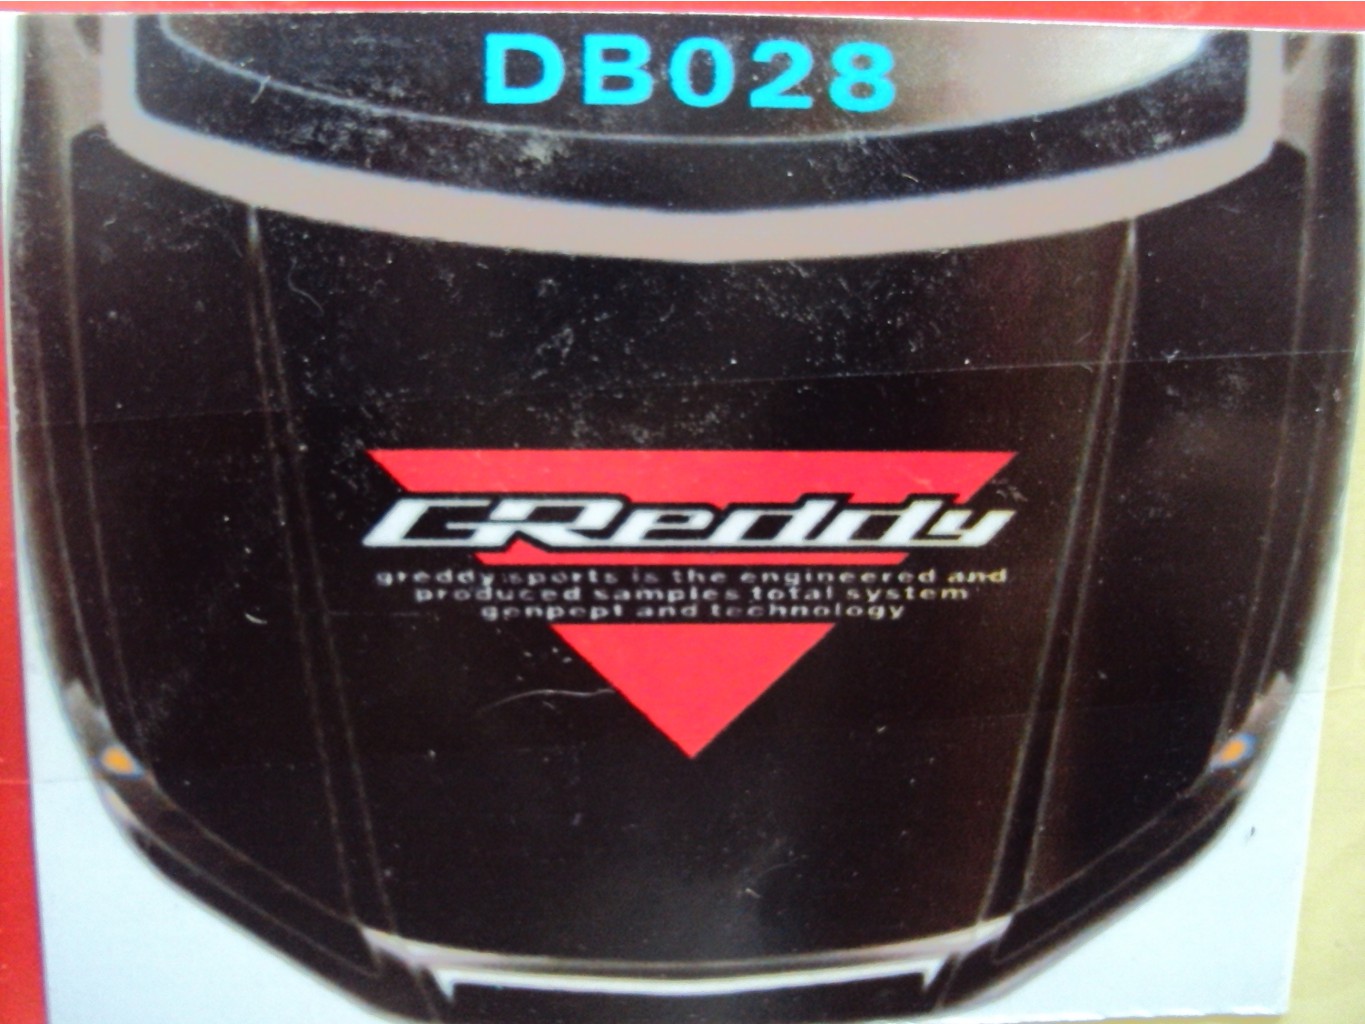 DB028
GReddy
greddy sports is the engineered and
produced samples total system
genpept and technology